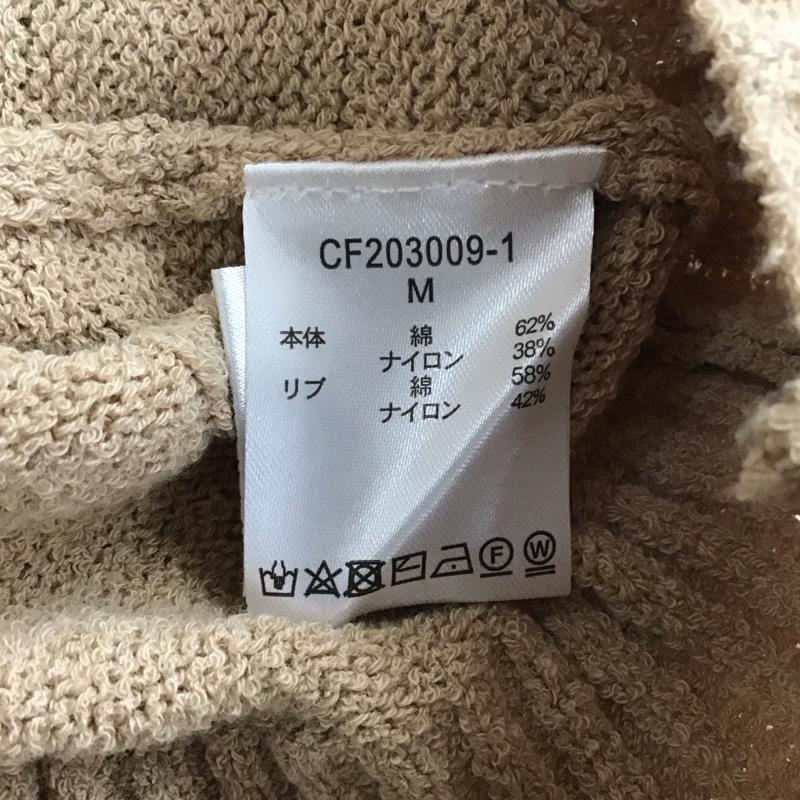 CF203009-1
M
本体 綿 62%
ナイロン 38%
リブ 綿 58%
ナイロン 42%
F W